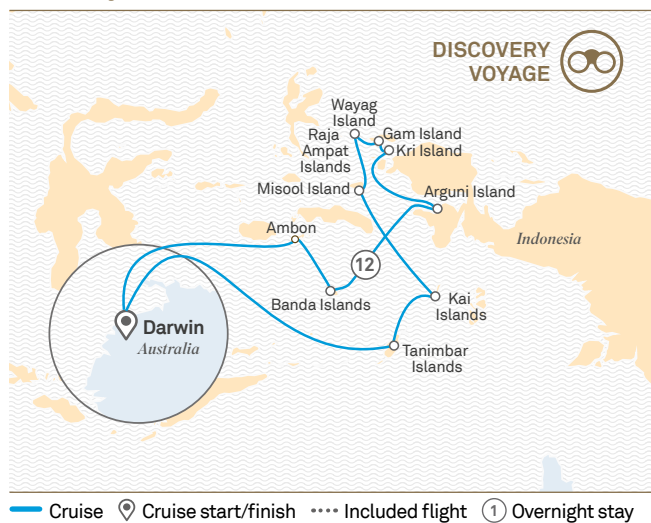 DISCOVERY
VOYAGE
Wayag
Island
Raja
Ampat
Islands
Gam Island
Kri Island
Misool Island
Arguni Island
Ambon
Indonesia
12
Banda Islands
Kai
Islands
Darwin
Australia
Tanimbar
Islands
Cruise Cruise start/finish Included flight 1 Overnight stay